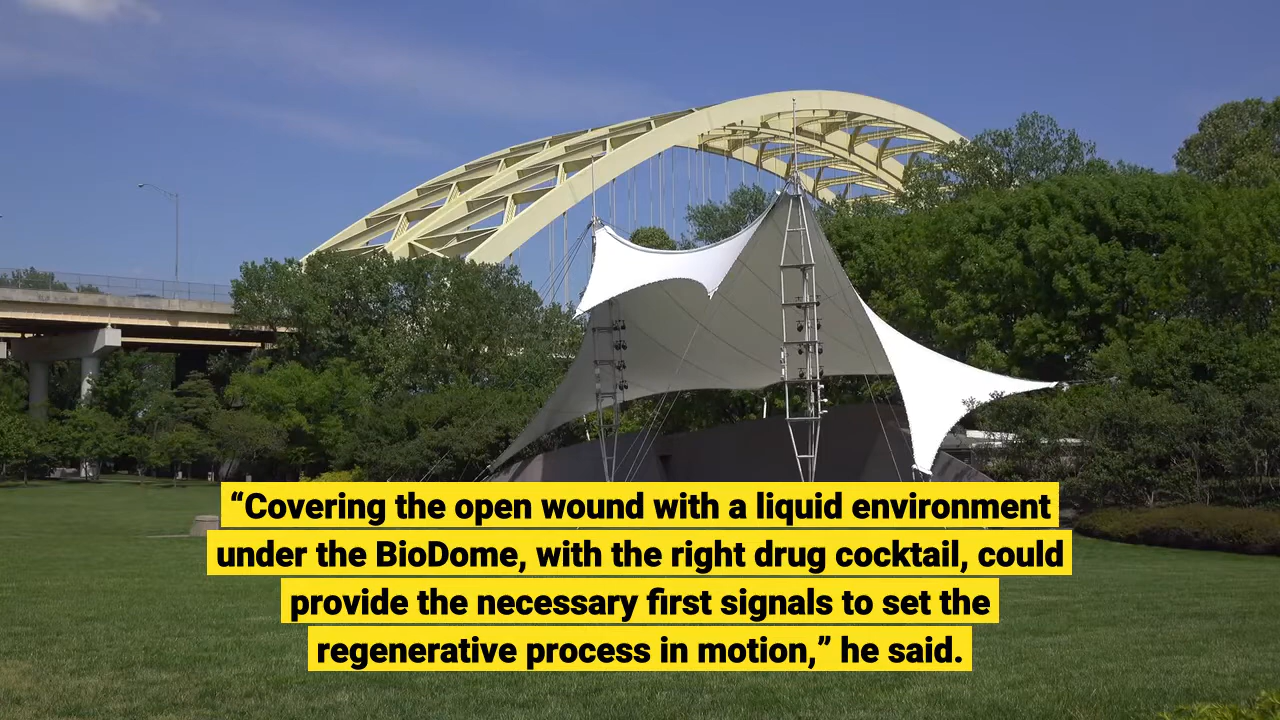 “Covering the open wound with a liquid environment
under the BioDome, with the right drug cocktail, could
provide the necessary first signals to set the
regenerative process in motion,” he said.